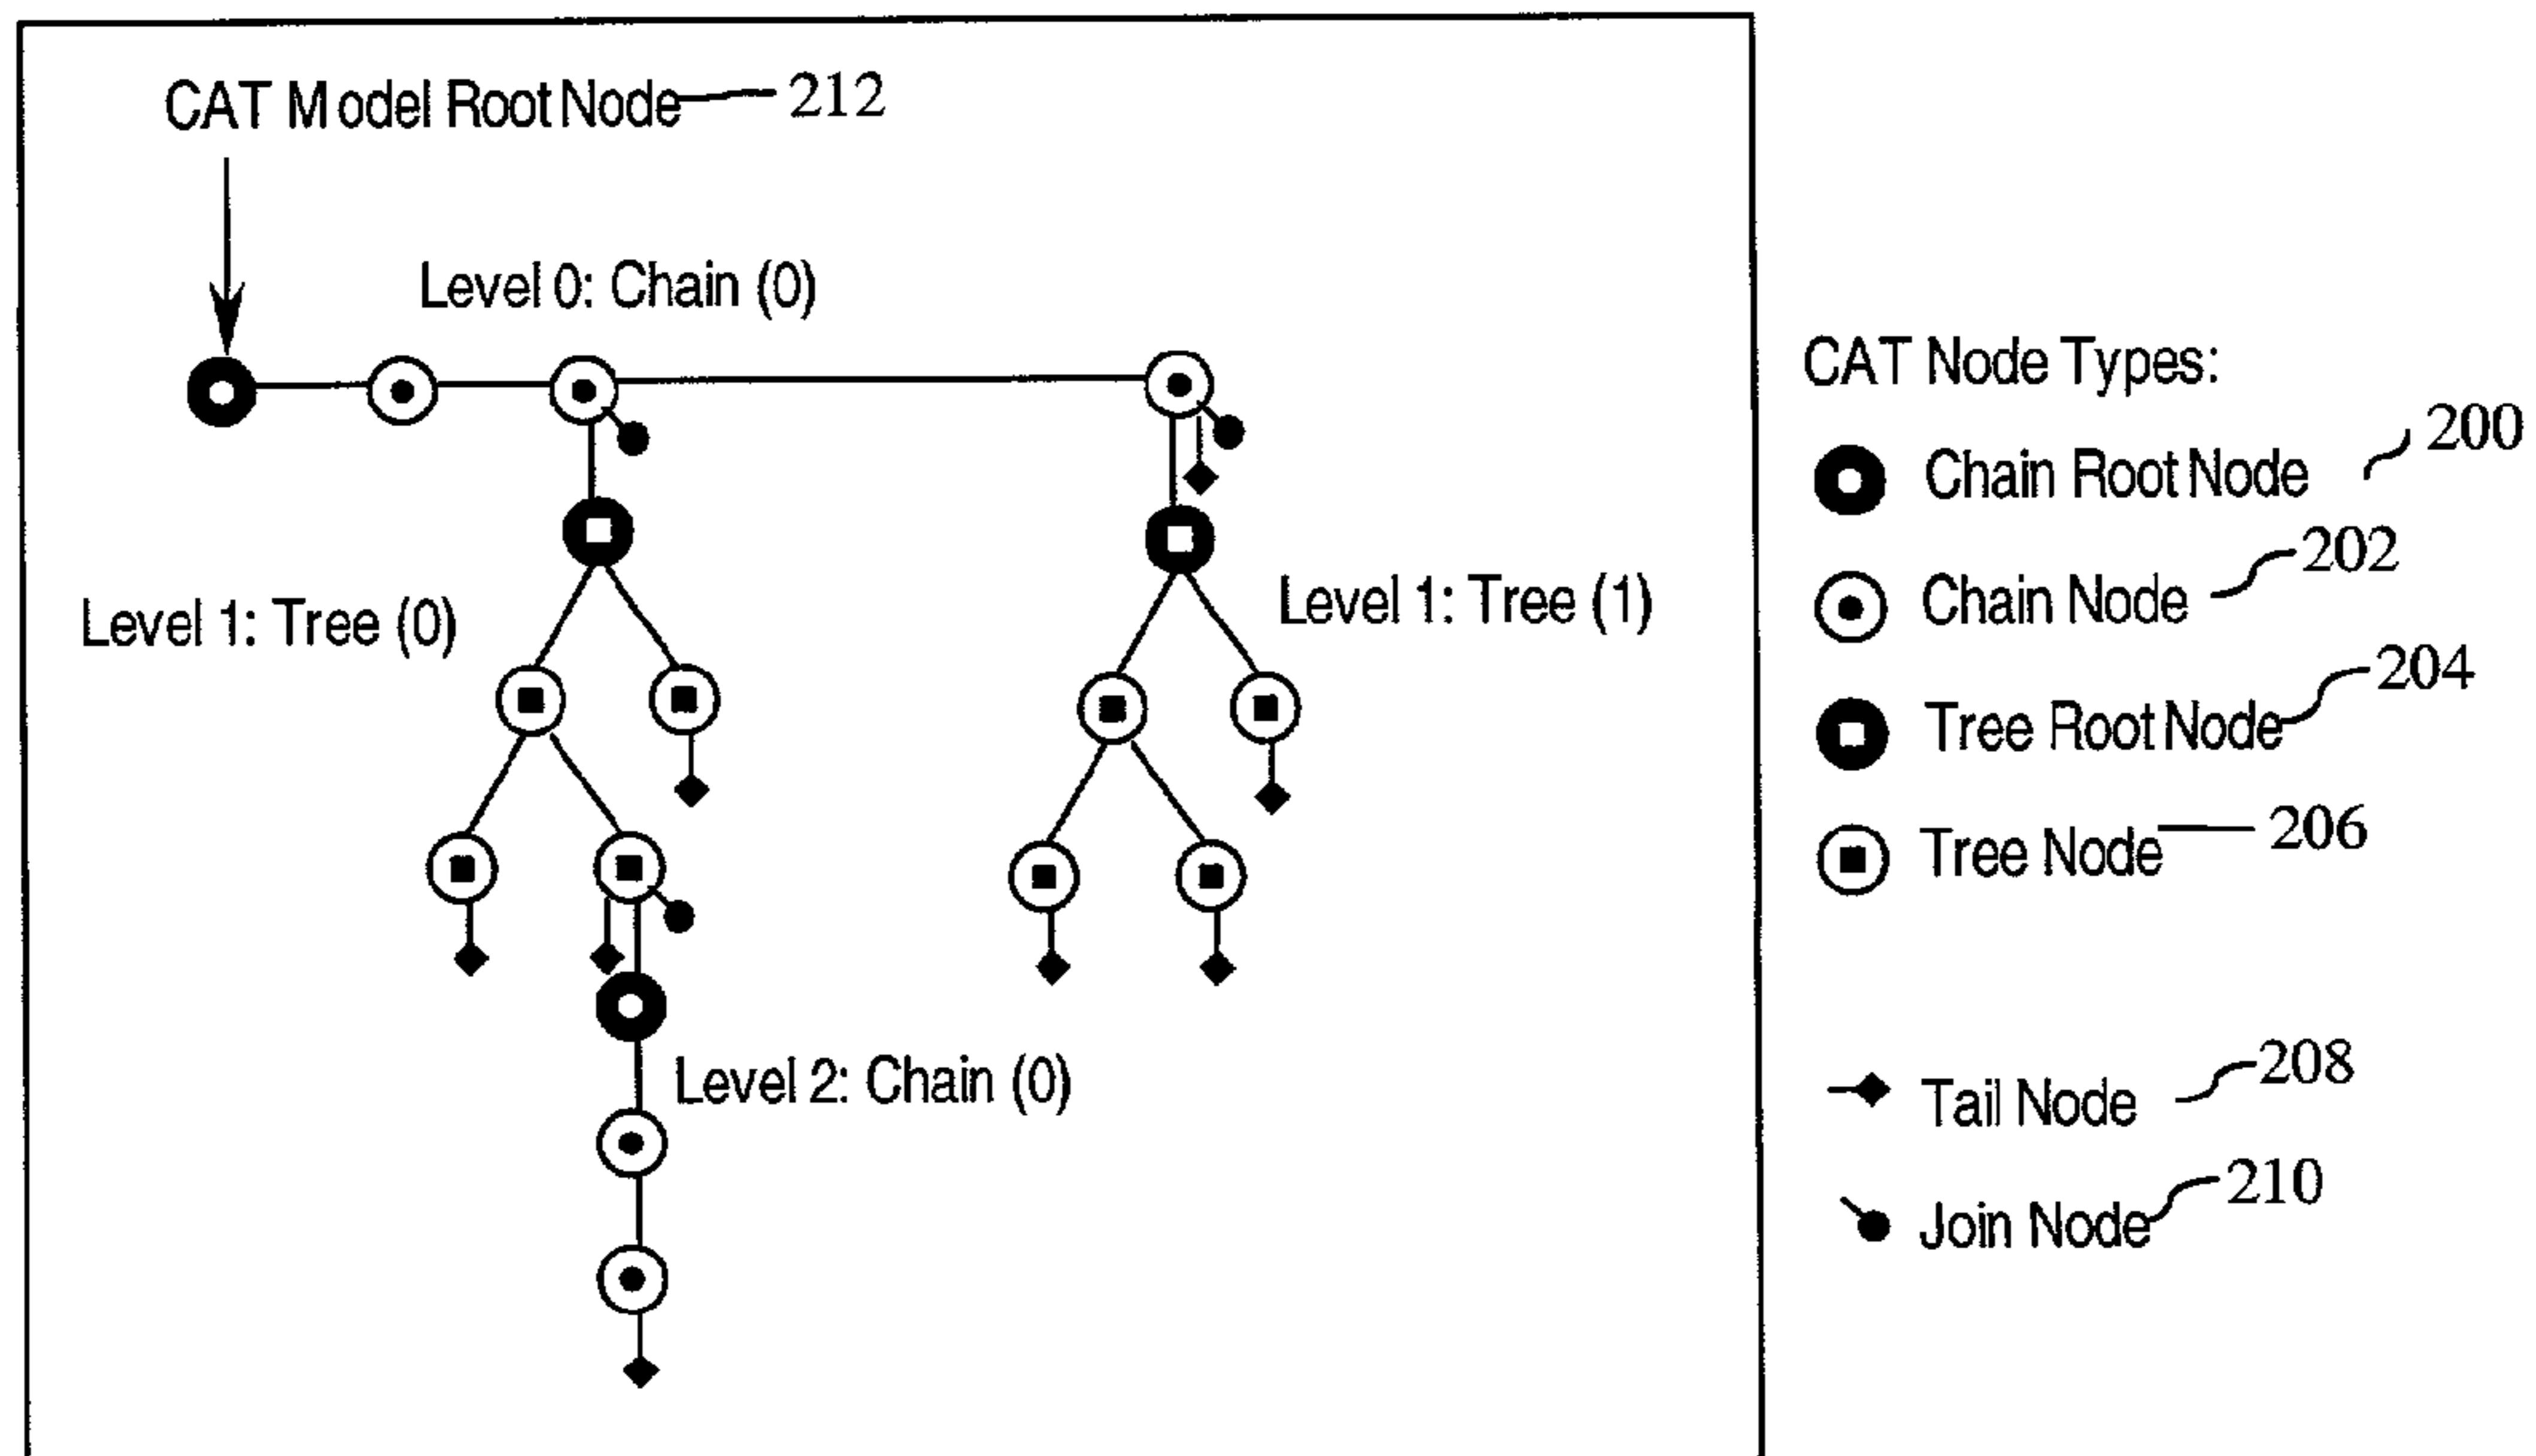 CAT Model Root Node 212
Level 0: Chain (0)
Level 1: Tree (0)
Level 1: Tree (1)
Level 2: Chain (0)
CAT Node Types:
Chain Root Node 200
Chain Node 202
Tree Root Node 204
Tree Node 206
Tail Node 208
Join Node 210